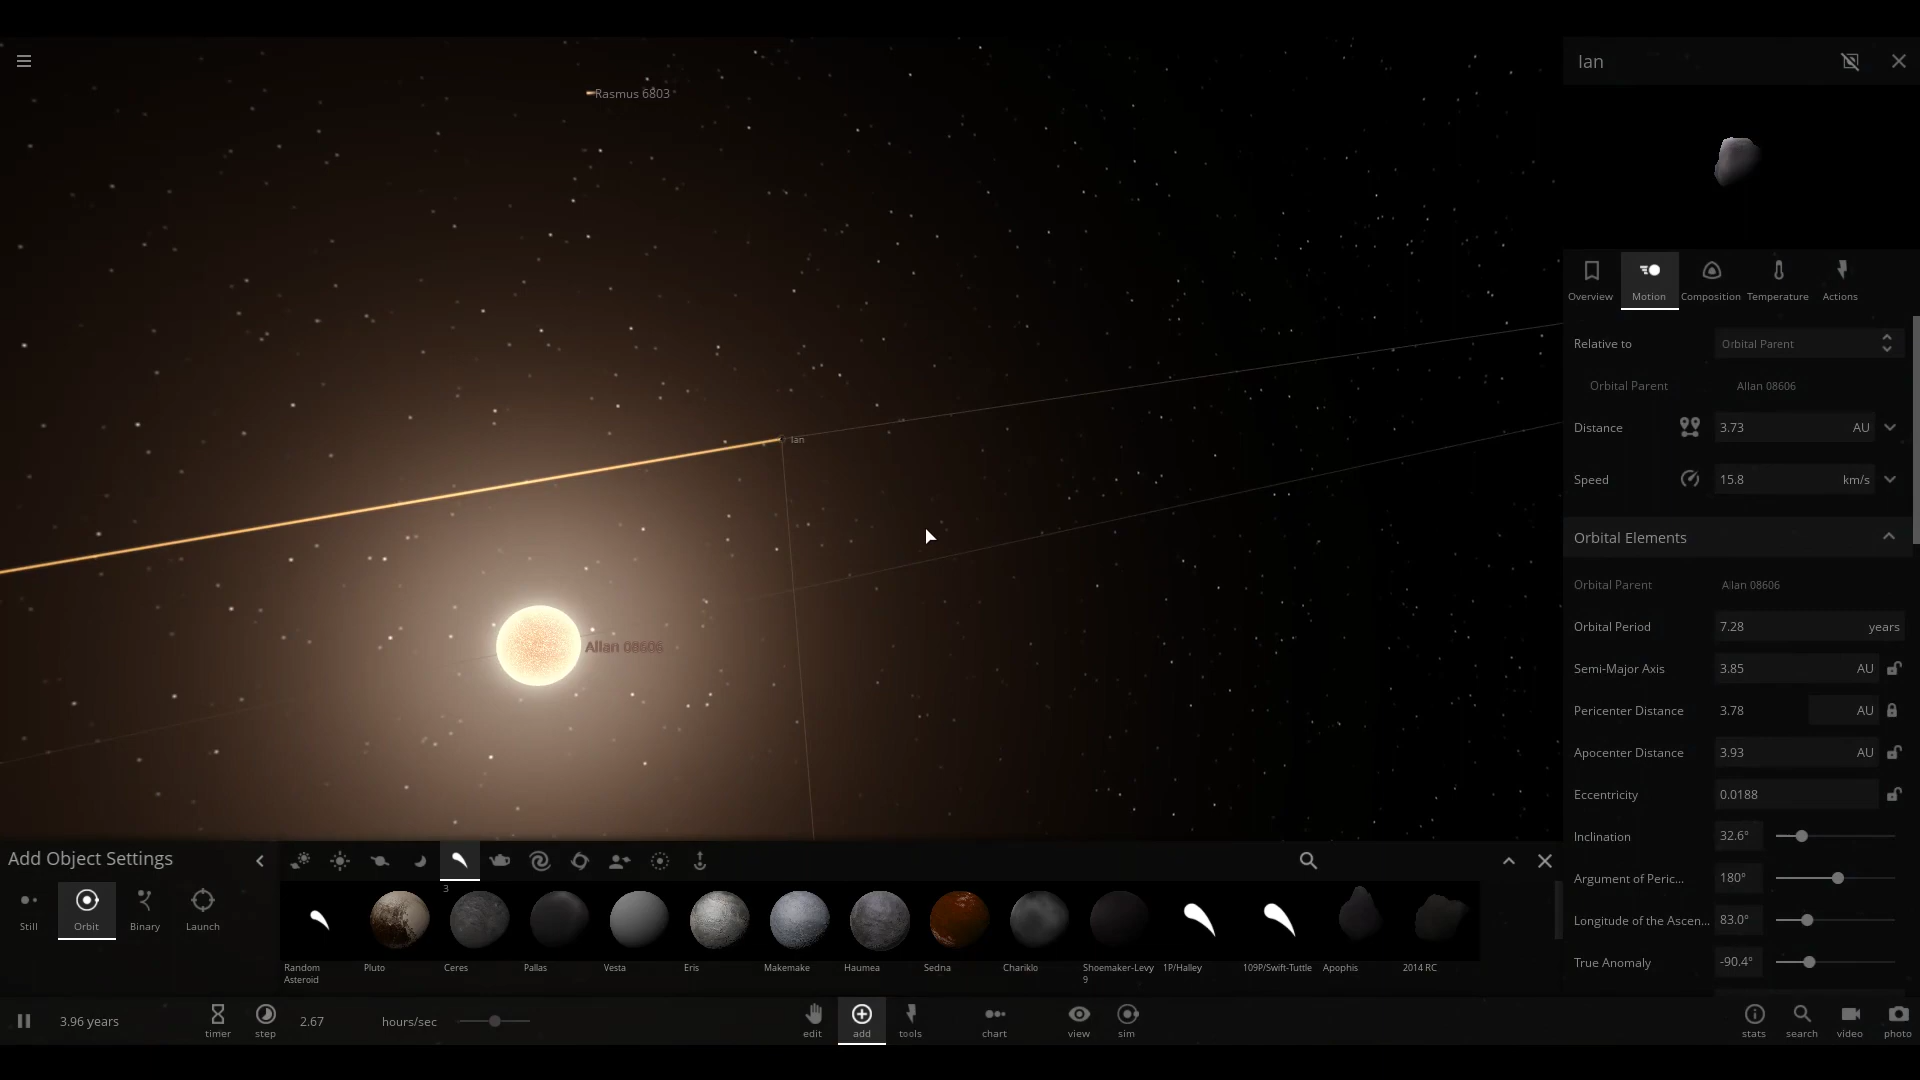 Rasmus 6803
Ian
Allan 08606
Ian
Overview
Motion
Composition
Temperature
Actions
Relative to
Orbital Parent
Orbital Parent
Allan 08606
Distance
3.73
AU
Speed
15.8
km/s
Orbital Elements
Orbital Parent
Allan 08606
Orbital Period
7.28
years
Semi-Major Axis
3.85
AU
Pericenter Distance
3.78
AU
Apocenter Distance
3.93
AU
Eccentricity
0.0188
Inclination
32.6°
Argument of Peric...
180°
Longitude of the Ascen...
83.0°
True Anomaly
-90.4°
Add Object Settings
Still
Orbit
Binary
Launch
3
Random
Asteroid
Pluto
Ceres
Pallas
Vesta
Eris
Makemake
Haumea
Sedna
Chariklo
Shoemaker-Levy
9
1P/Halley
109P/Swift-Tuttle
Apophis
2014 RC
3.96 years
timer
step
2.67
hours/sec
edit
add
tools
chart
view
sim
stats
search
video
photo